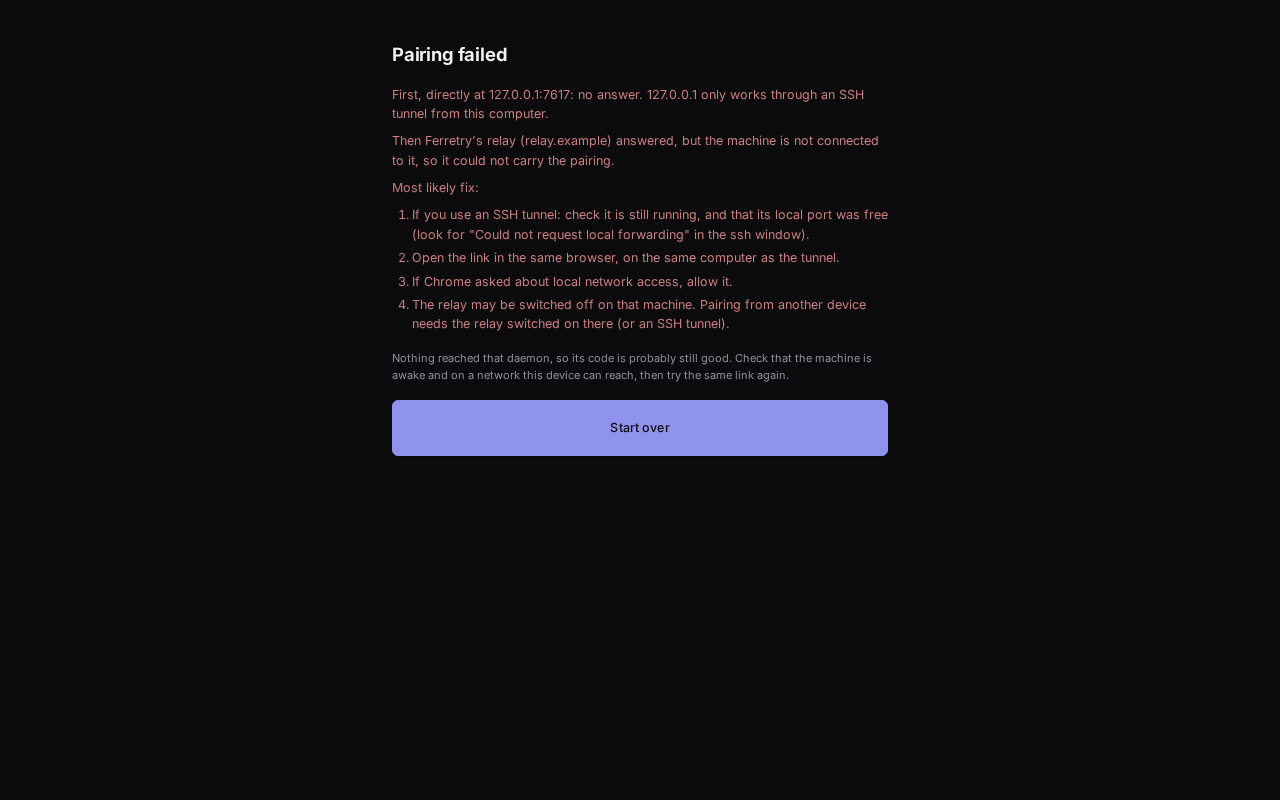 Pairing failed
First, directly at 127.0.0.1:7617: no answer. 127.0.0.1 only works through an SSH
tunnel from this computer.
Then Ferretry's relay (relay.example) answered, but the machine is not connected
to it, so it could not carry the pairing.
Most likely fix:
1. If you use an SSH tunnel: check it is still running, and that its local port was free
(look for "Could not request local forwarding" in the ssh window).
2. Open the link in the same browser, on the same computer as the tunnel.
3. If Chrome asked about local network access, allow it.
4. The relay may be switched off on that machine. Pairing from another device
needs the relay switched on there (or an SSH tunnel).
Nothing reached that daemon, so its code is probably still good. Check that the machine is
awake and on a network this device can reach, then try the same link again.
Start over